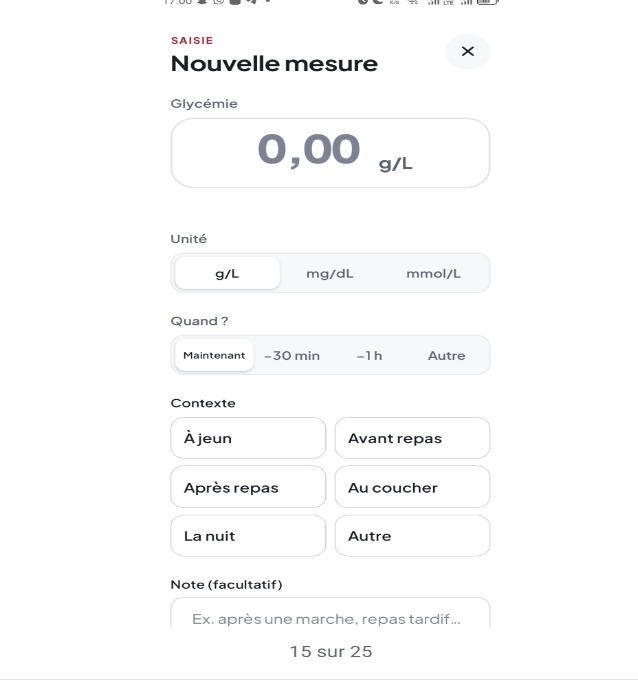 17:00
SAISIE
Nouvelle mesure
Glycémie
0,00 g/L
Unité
g/L mg/dL mmol/L
Quand ?
Maintenant −30 min −1 h Autre
Contexte
À jeun Avant repas
Après repas Au coucher
La nuit Autre
Note (facultatif)
Ex. après une marche, repas tardif...
15 sur 25